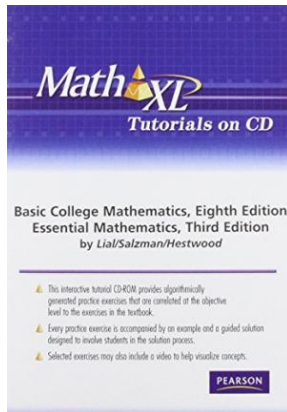 MathXL
Tutorials on CD
Basic College Mathematics, Eighth Edition
Essential Mathematics, Third Edition
by Lial/Salzman/Hestwood
This interactive tutorial CD-ROM provides algorithmically
generated practice exercises that are correlated at the objective
level to the exercises in the textbook.
Every practice exercise is accompanied by an example and a guided solution
designed to involve students in the solution process.
Selected exercises may also include a video to help visualize concepts.
PEARSON